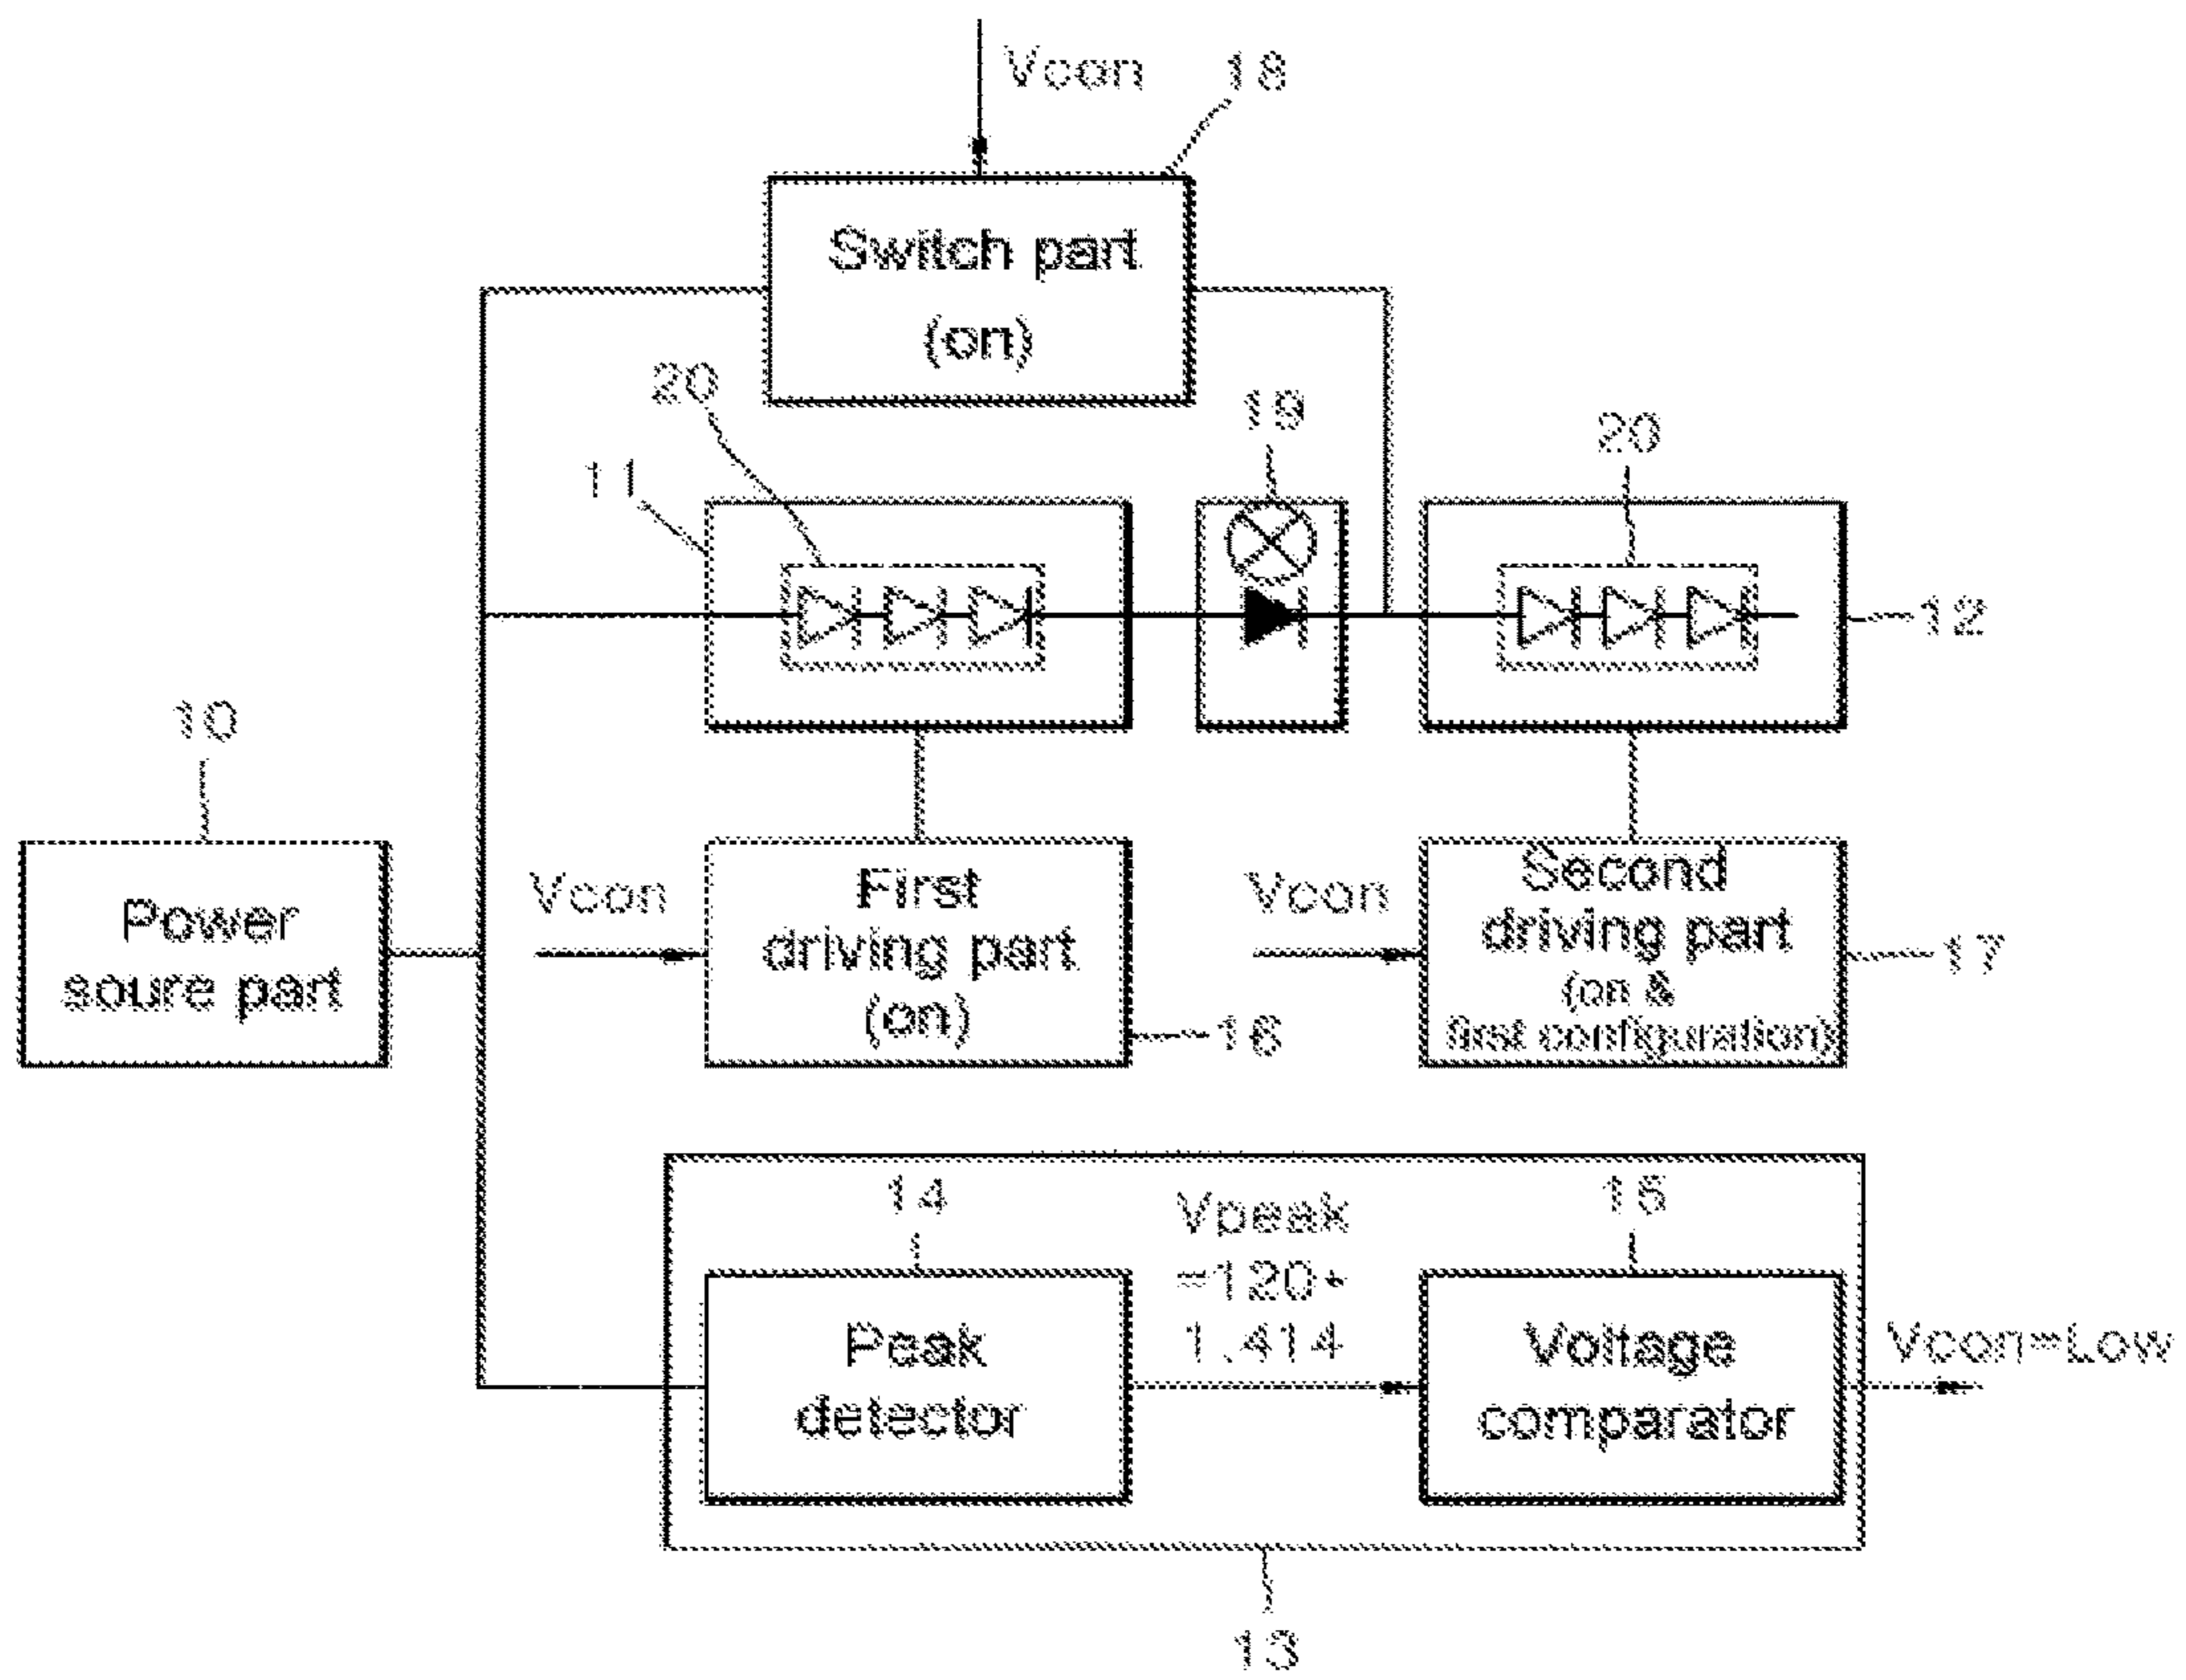 Vcon
18
Switch part
(on)
20
19
20
11
12
10
Power
soure part
Vcon
First
driving part
(on)
16
Vcon
Second
driving part
(on &
first configuration)
17
14
Vpeak
=120*
1.414
15
Peak
detector
Voltage
comparator
Vcon=Low
13